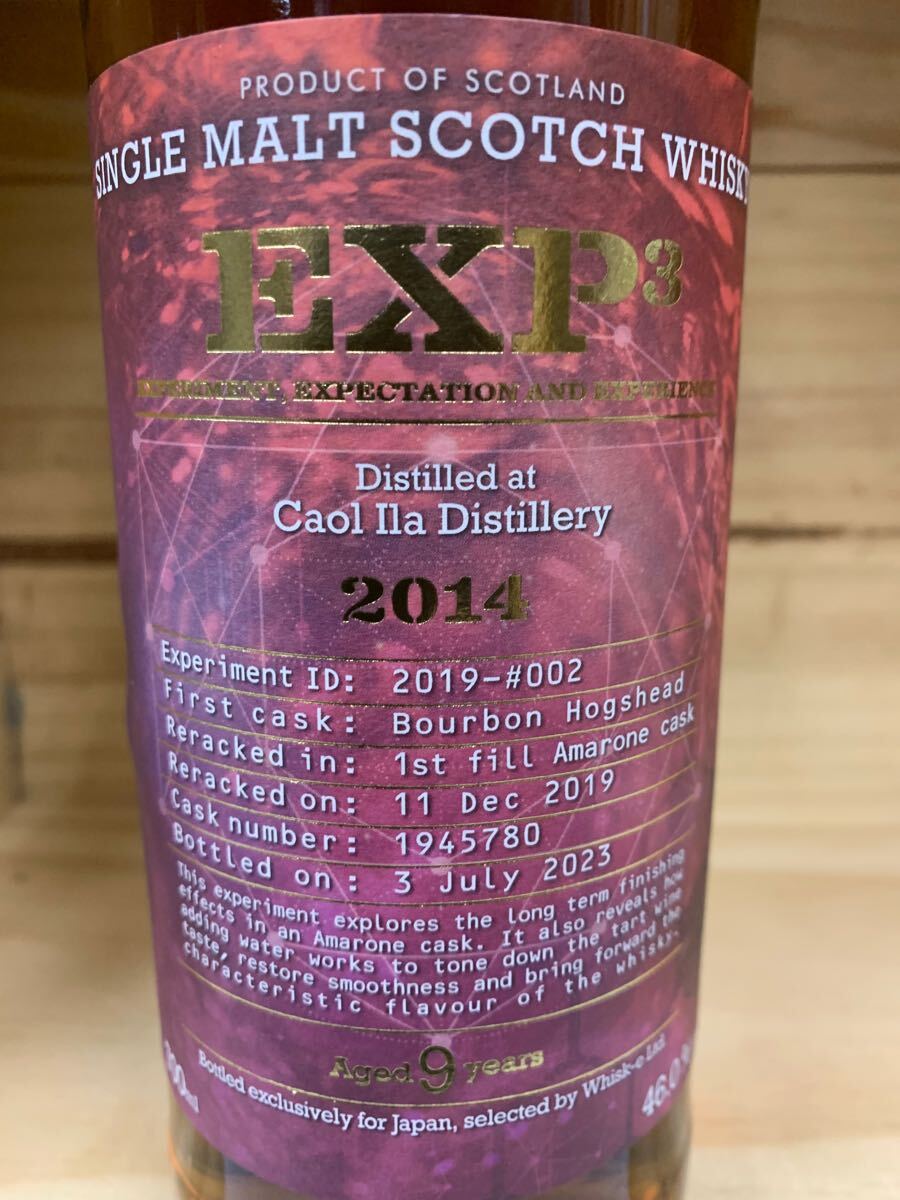 PRODUCT OF SCOTLAND
SINGLE MALT SCOTCH WHISKY
EXP³
EXPERIMENT, EXPECTATION AND EXPERIENCE
Distilled at
Caol Ila Distillery
2014
Experiment ID: 2019-#002
First cask: Bourbon Hogshead
Reracked in: 1st fill Amarone cask
Reracked on: 11 Dec 2019
Cask number: 1945780
Bottled on: 3 July 2023
This experiment explores the long term finishing
effects in an Amarone cask. It also reveals how
adding water works to tone down the tart wine
taste, restore smoothness and bring forward the
characteristic flavour of the whisky.
Aged 9 years
Bottled exclusively for Japan, selected by Whisk-e Ltd.